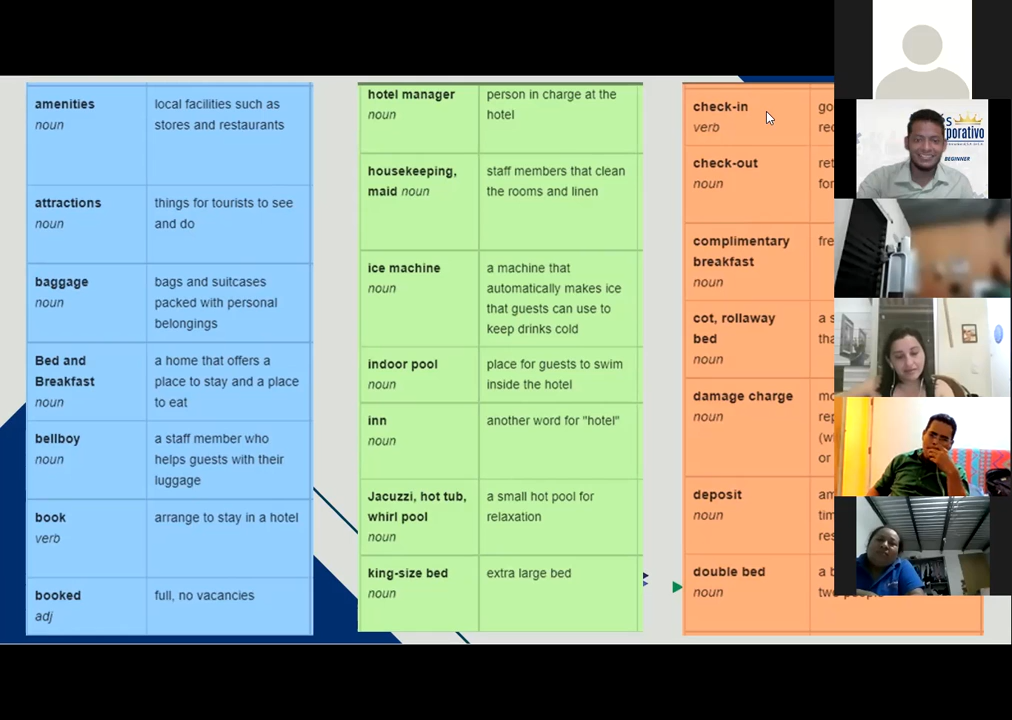 amenities
noun
local facilities such as
stores and restaurants
attractions
noun
things for tourists to see
and do
baggage
noun
bags and suitcases
packed with personal
belongings
Bed and
Breakfast
noun
a home that offers a
place to stay and a place
to eat
bellboy
noun
a staff member who
helps guests with their
luggage
book
verb
arrange to stay in a hotel
booked
adj
full, no vacancies
hotel manager
noun
person in charge at the
hotel
housekeeping,
maid noun
staff members that clean
the rooms and linen
ice machine
noun
a machine that
automatically makes ice
that guests can use to
keep drinks cold
indoor pool
noun
place for guests to swim
inside the hotel
inn
noun
another word for "hotel"
Jacuzzi, hot tub,
whirl pool
noun
a small hot pool for
relaxation
king-size bed
noun
extra large bed
check-in
verb
check-out
noun
complimentary
breakfast
noun
cot, rollaway
bed
noun
damage charge
noun
(w
or
deposit
noun
double bed
noun
two people
BEGINNER